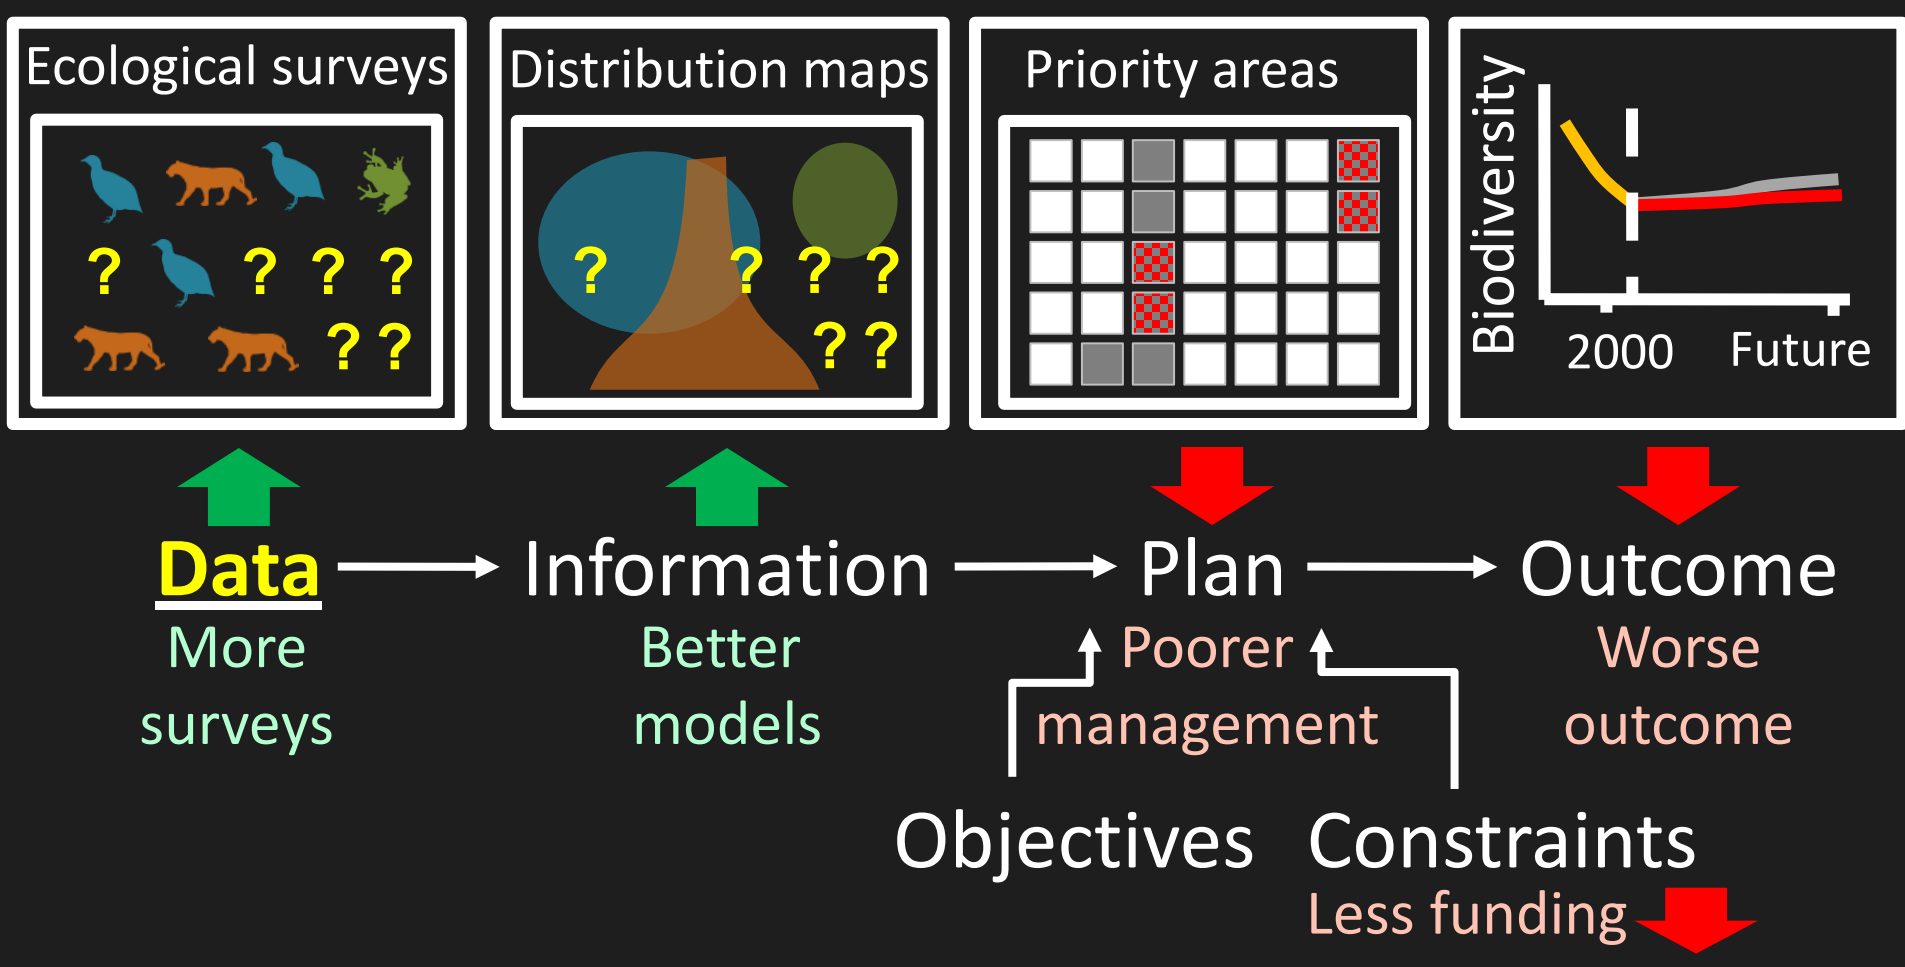 Ecological surveys
? ? ? ?
? ?
Distribution maps
? ? ? ?
? ?
Priority areas
Biodiversity
2000 Future
Data Information Plan Outcome
More Better Poorer Worse
surveys models management outcome
Objectives Constraints
Less funding